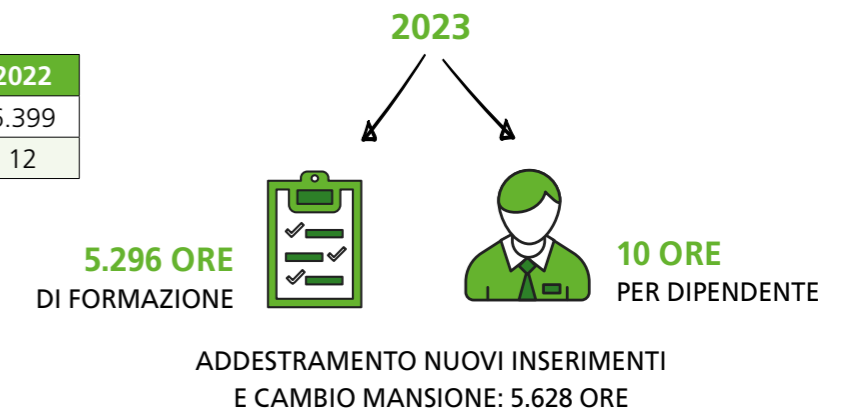 2023
2022
12
5.296 ORE
DI FORMAZIONE
10 ORE
PER DIPENDENTE
ADDESTRAMENTO NUOVI INSERIMENTI
E CAMBIO MANSIONE: 5.628 ORE